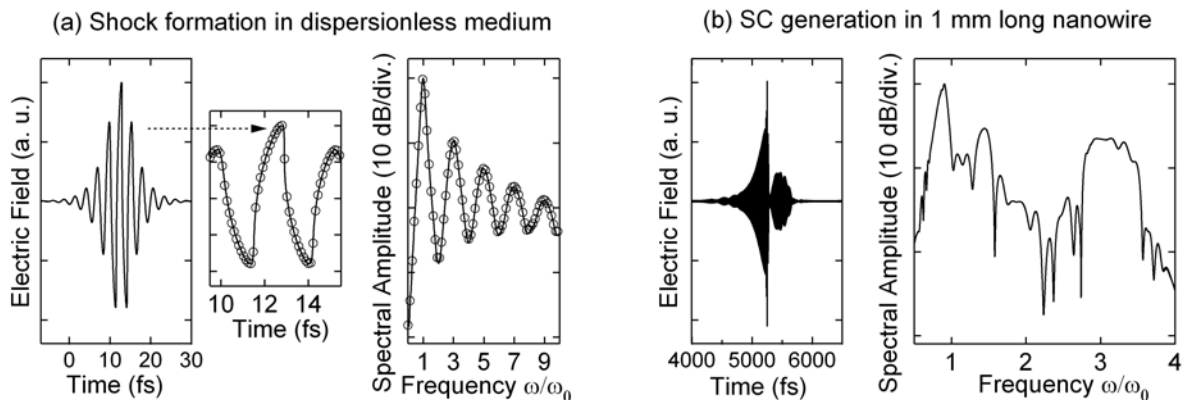 (a) Shock formation in dispersionless medium
Electric Field (a. u.)
0 10 20 30
Time (fs)
10 12 14
Time (fs)
Spectral Amplitude (10 dB/div.)
1 3 5 7 9
Frequency ω/ω₀
(b) SC generation in 1 mm long nanowire
Electric Field (a. u.)
4000 5000 6000
Time (fs)
Spectral Amplitude (10 dB/div.)
1 2 3 4
Frequency ω/ω₀